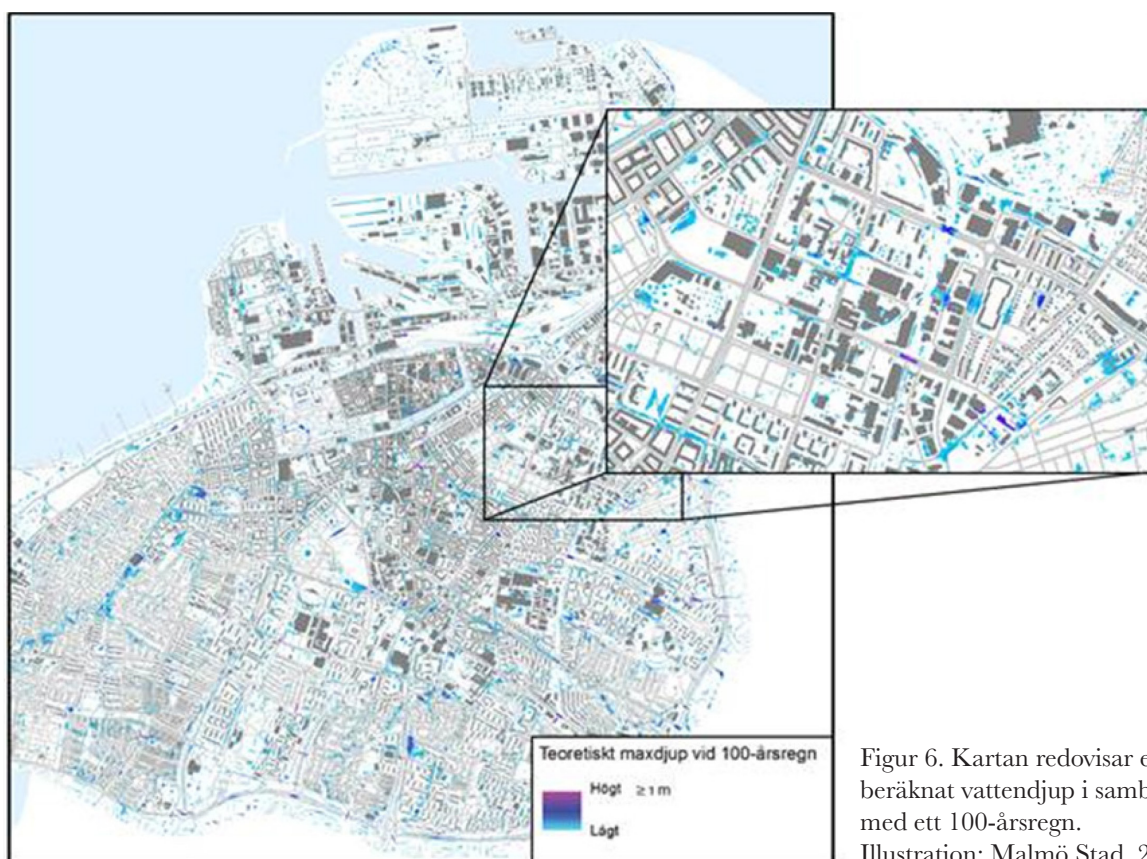 Teoretiskt maxdjup vid 100-årsregn
Högt ≥ 1 m
Lågt
Figur 6. Kartan redovisar
beräknat vattendjup i samb
med ett 100-årsregn.
Illustration: Malmö Stad, 2